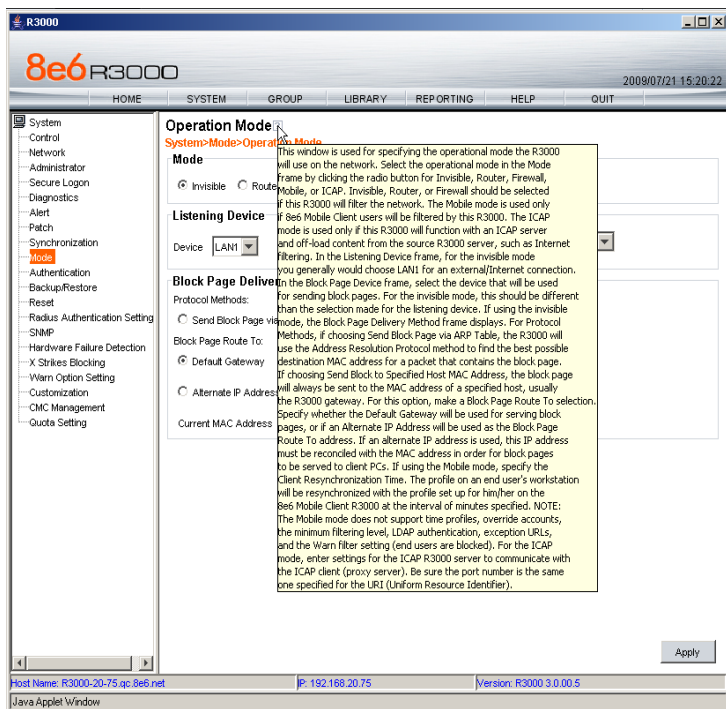 R3000
8e6 R3000
2009/07/21 15:20:22
HOME SYSTEM GROUP LIBRARY REPORTING HELP QUIT
System
Control
Network
Administrator
Secure Logon
Diagnostics
Alert
Patch
Synchronization
Mode
Authentication
Backup/Restore
Reset
Radius Authentication Setting
SNMP
Hardware Failure Detection
X Strikes Blocking
Warn Option Setting
Customization
CMC Management
Quota Setting
Operation Mode
System>Mode>Operation Mode
Mode
Invisible Route
Listening Device
Device LAN1
Block Page Deliver
Protocol Methods:
Send Block Page via
Block Page Route To:
Default Gateway
Alternate IP Address
Current MAC Address
This window is used for specifying the operational mode the R3000
will use on the network. Select the operational mode in the Mode
frame by clicking the radio button for Invisible, Router, Firewall,
Mobile, or ICAP. Invisible, Router, or Firewall should be selected
if this R3000 will filter the network. The Mobile mode is used only
if 8e6 Mobile Client users will be filtered by this R3000. The ICAP
mode is used only if this R3000 will function with an ICAP server
and off-load content from the source R3000 server, such as Internet
filtering. In the Listening Device frame, for the invisible mode
you generally would choose LAN1 for an external/Internet connection.
In the Block Page Device frame, select the device that will be used
for sending block pages. For the invisible mode, this should be different
than the selection made for the listening device. If using the invisible
mode, the Block Page Delivery Method frame displays. For Protocol
Methods, if choosing Send Block Page via ARP Table, the R3000 will
use the Address Resolution Protocol method to find the best possible
destination MAC address for a packet that contains the block page.
If choosing Send Block to Specified Host MAC Address, the block page
will always be sent to the MAC address of a specified host, usually
the R3000 gateway. For this option, make a Block Page Route To selection.
Specify whether the Default Gateway will be used for serving block
pages, or if an Alternate IP Address will be used as the Block Page
Route To address. If an alternate IP address is used, this IP address
must be reconciled with the MAC address in order for block pages
to be served to client PCs. If using the Mobile mode, specify the
Client Resynchronization Time. The profile on an end user's workstation
will be resynchronized with the profile set up for him/her on the
8e6 Mobile Client R3000 at the interval of minutes specified. NOTE:
The Mobile mode does not support time profiles, override accounts,
the minimum filtering level, LDAP authentication, exception URLs,
and the Warn filter setting (end users are blocked). For the ICAP
mode, enter settings for the ICAP R3000 server to communicate with
the ICAP client (proxy server). Be sure the port number is the same
one specified for the URI (Uniform Resource Identifier).
Apply
Host Name: R3000-20-75.qc.8e6.net IP: 192.168.20.75 Version: R3000 3.0.00.5
Java Applet Window